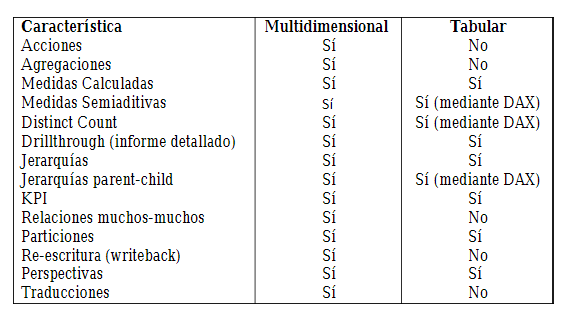 Característica Multidimensional Tabular
Acciones Sí No
Agregaciones Sí No
Medidas Calculadas Sí Sí
Medidas Semiaditivas Sí Sí (mediante DAX)
Distinct Count Sí Sí (mediante DAX)
Drillthrough (informe detallado) Sí Sí
Jerarquías Sí Sí
Jerarquías parent-child Sí Sí (mediante DAX)
KPI Sí Sí
Relaciones muchos-muchos Sí No
Particiones Sí Sí
Re-escritura (writeback) Sí No
Perspectivas Sí Sí
Traducciones Sí No